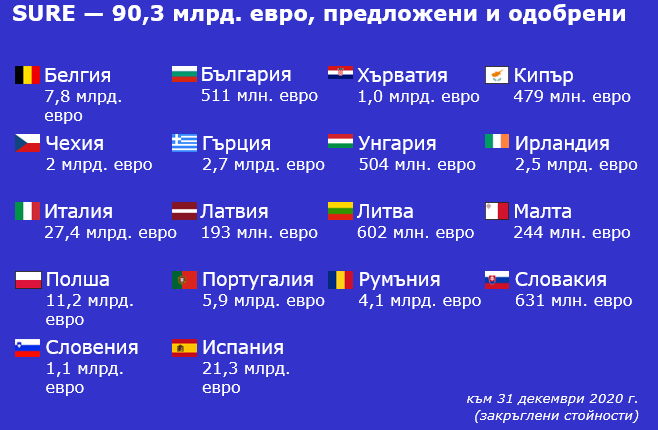 SURE — 90,3 млрд. евро, предложени и одобрени
Белгия
7,8 млрд.
евро
България
511 млн. евро
Хърватия
1,0 млрд. евро
Кипър
479 млн. евро
Чехия
2 млрд. евро
Гърция
2,7 млрд. евро
Унгария
504 млн. евро
Ирландия
2,5 млрд. евро
Италия
27,4 млрд. евро
Латвия
193 млн. евро
Литва
602 млн. евро
Малта
244 млн. евро
Полша
11,2 млрд.
евро
Португалия
5,9 млрд. евро
Румъния
4,1 млрд. евро
Словакия
631 млн. евро
Словения
1,1 млрд.
евро
Испания
21,3 млрд.
евро
към 31 декември 2020 г.
(закръглени стойности)